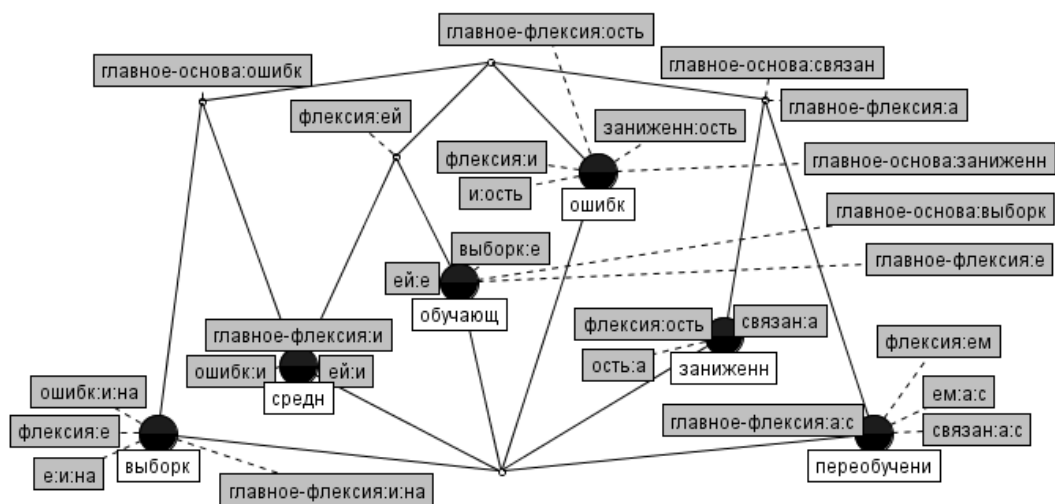 главное-флексия:ость
главное-основа:ошибк
главное-основа:связан
главное-флексия:а
флексия:ей
заниженн:ость
флексия:и
главное-основа:заниженн
и:ость
ошибк
главное-основа:выборк
выборк:е
главное-флексия:е
ей:е
обучающ
флексия:ость
связан:а
главное-флексия:и
флексия:ем
ость:а
ошибк:и
ей:и
заниженн
средн
ошибк:и:на
ем:а:с
главное-флексия:а:с
флексия:е
связан:а:с
выборк
переобучени
е:и:на
главное-флексия:и:на